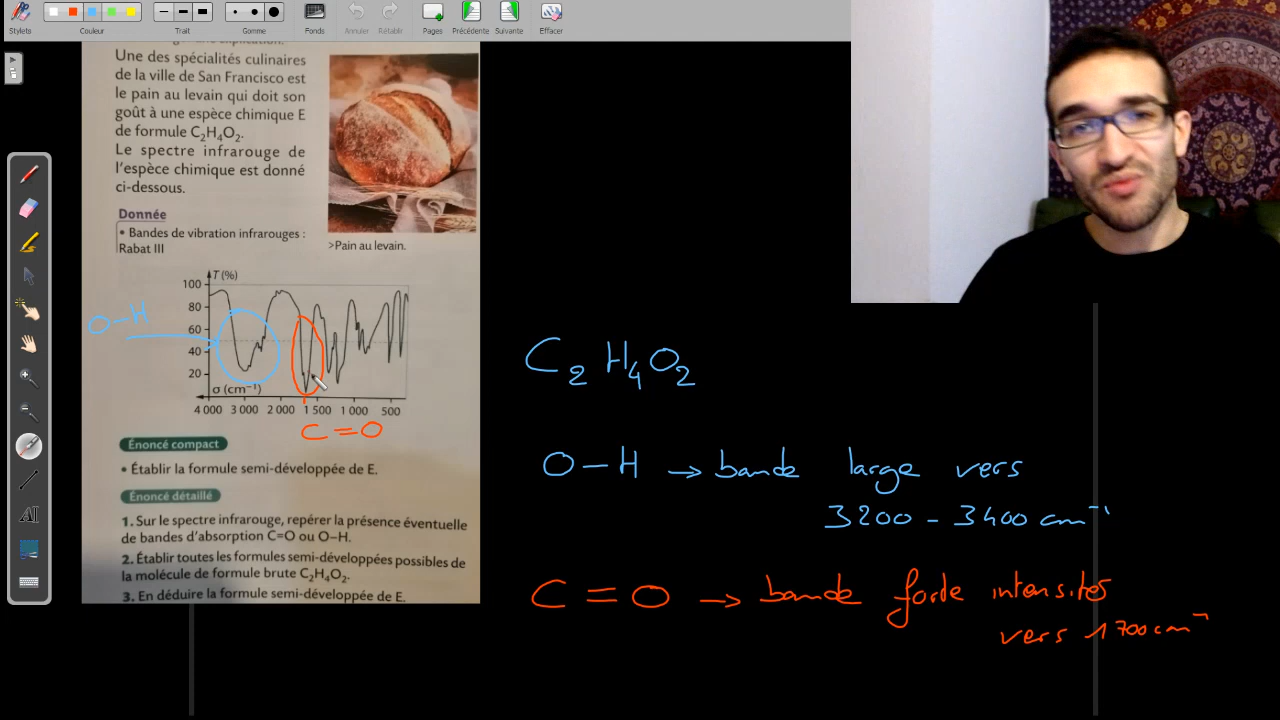 Stylets
Couleur
Trait
Gomme
Fonds
Annuler
Rétablir
Pages
Précédente
Suivante
Effacer
Une des spécialités culinaires
de la ville de San Francisco est
le pain au levain qui doit son
goût à une espèce chimique E
de formule C₂H₄O₂.
Le spectre infrarouge de
l'espèce chimique est donné
ci-dessous.
Donnée
• Bandes de vibration infrarouges :
Rabat III
>Pain au levain.
T (%)
100
80
60
40
20
σ (cm⁻¹)
4 000 3 000 2 000 1 500 1 000 500
O-H
C=O
Énoncé compact
• Établir la formule semi-développée de E.
Énoncé détaillé
1. Sur le spectre infrarouge, repérer la présence éventuelle
de bandes d'absorption C=O ou O–H.
2. Établir toutes les formules semi-développées possibles de
la molécule de formule brute C₂H₄O₂.
3. En déduire la formule semi-développée de E.
C₂H₄O₂
O-H → bande large vers
3200 - 3400 cm⁻¹
C=O → bande forte intensités
vers 1700 cm⁻¹
AI